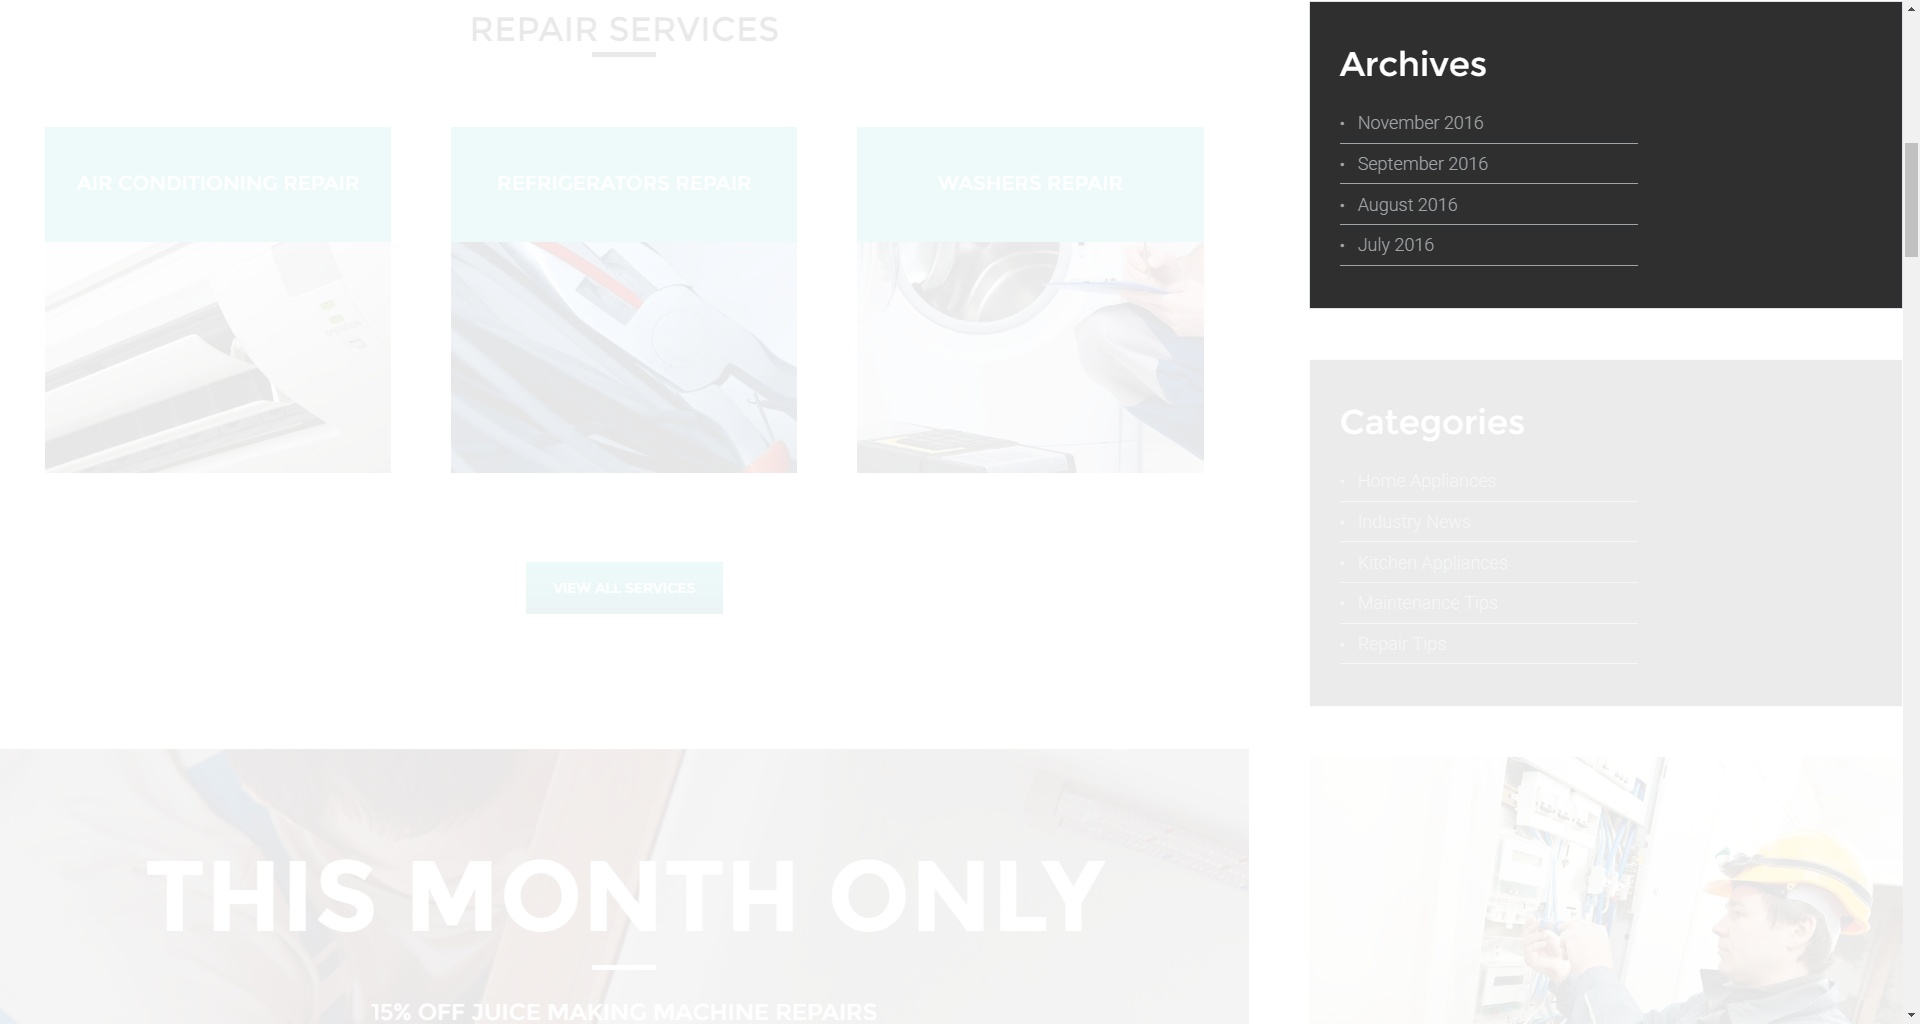 REPAIR SERVICES
AIR CONDITIONING REPAIR
REFRIGERATORS REPAIR
WASHERS REPAIR
VIEW ALL SERVICES
THIS MONTH ONLY
15% OFF JUICE MAKING MACHINE REPAIRS
Archives
• November 2016
• September 2016
• August 2016
• July 2016
Categories
• Home Appliances
• Industry News
• Kitchen Appliances
• Maintenance Tips
• Repair Tips